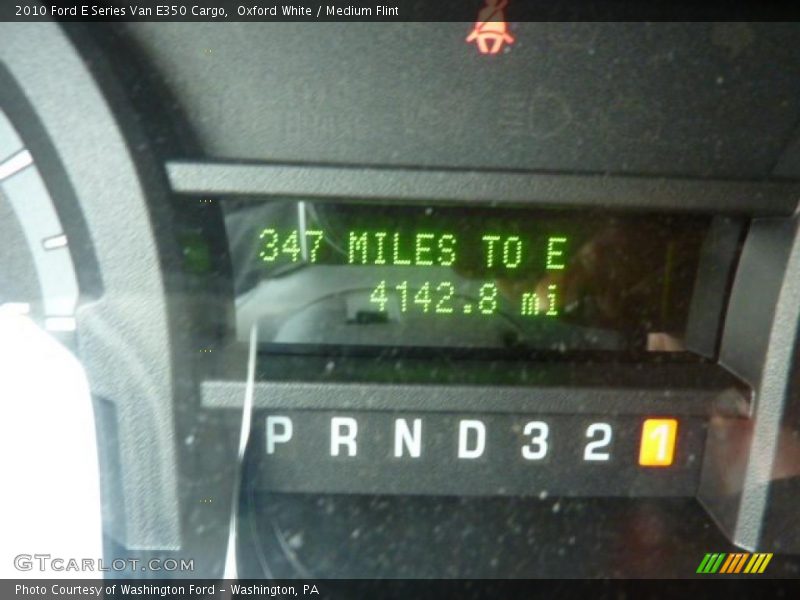 2010 Ford E Series Van E350 Cargo,  Oxford White / Medium Flint
347 MILES TO E
4142.8 mi
P R N D 3 2 1
GTCARLOT.COM
Photo Courtesy of Washington Ford - Washington, PA